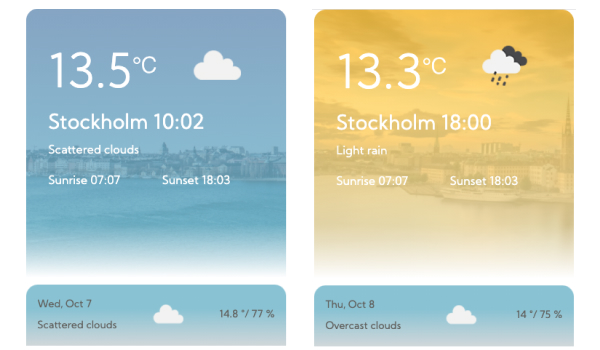 13.5°C
Stockholm 10:02
Scattered clouds
Sunrise 07:07 Sunset 18:03
Wed, Oct 7
Scattered clouds
14.8 °/ 77 %
13.3°C
Stockholm 18:00
Light rain
Sunrise 07:07 Sunset 18:03
Thu, Oct 8
Overcast clouds
14 °/ 75 %